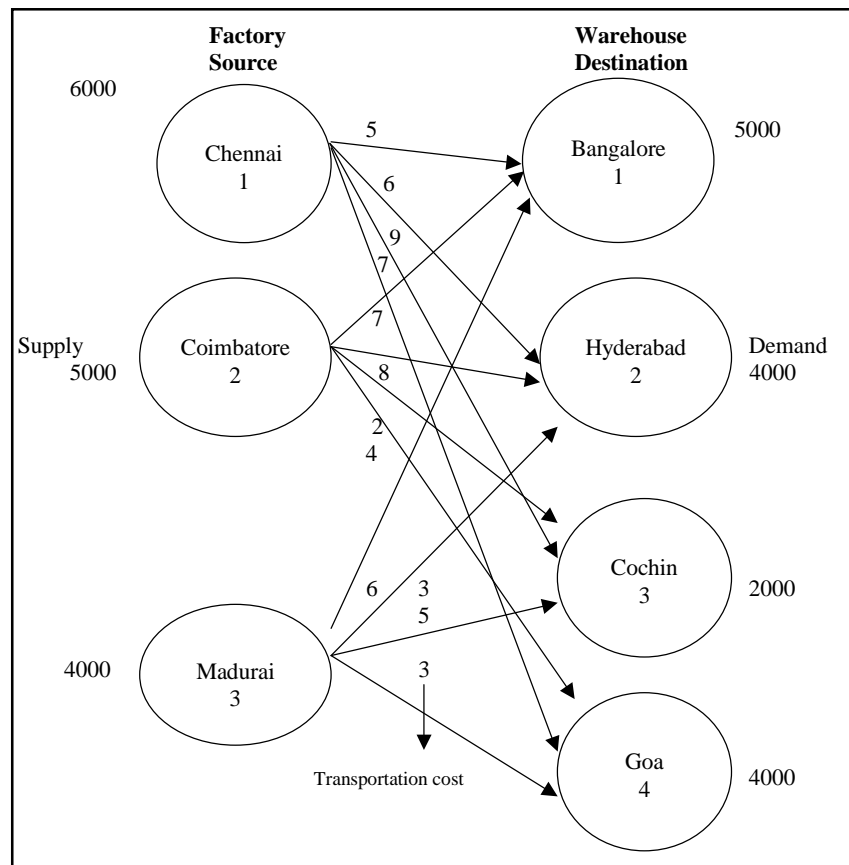 Factory
Source
Warehouse
Destination
6000
Chennai
1
5
6
9
7
Bangalore
1
5000
Supply
5000
Coimbatore
2
7
8
2
4
Hyderabad
2
Demand
4000
4000
Madurai
3
6
3
5
3
Transportation cost
Cochin
3
2000
Goa
4
4000